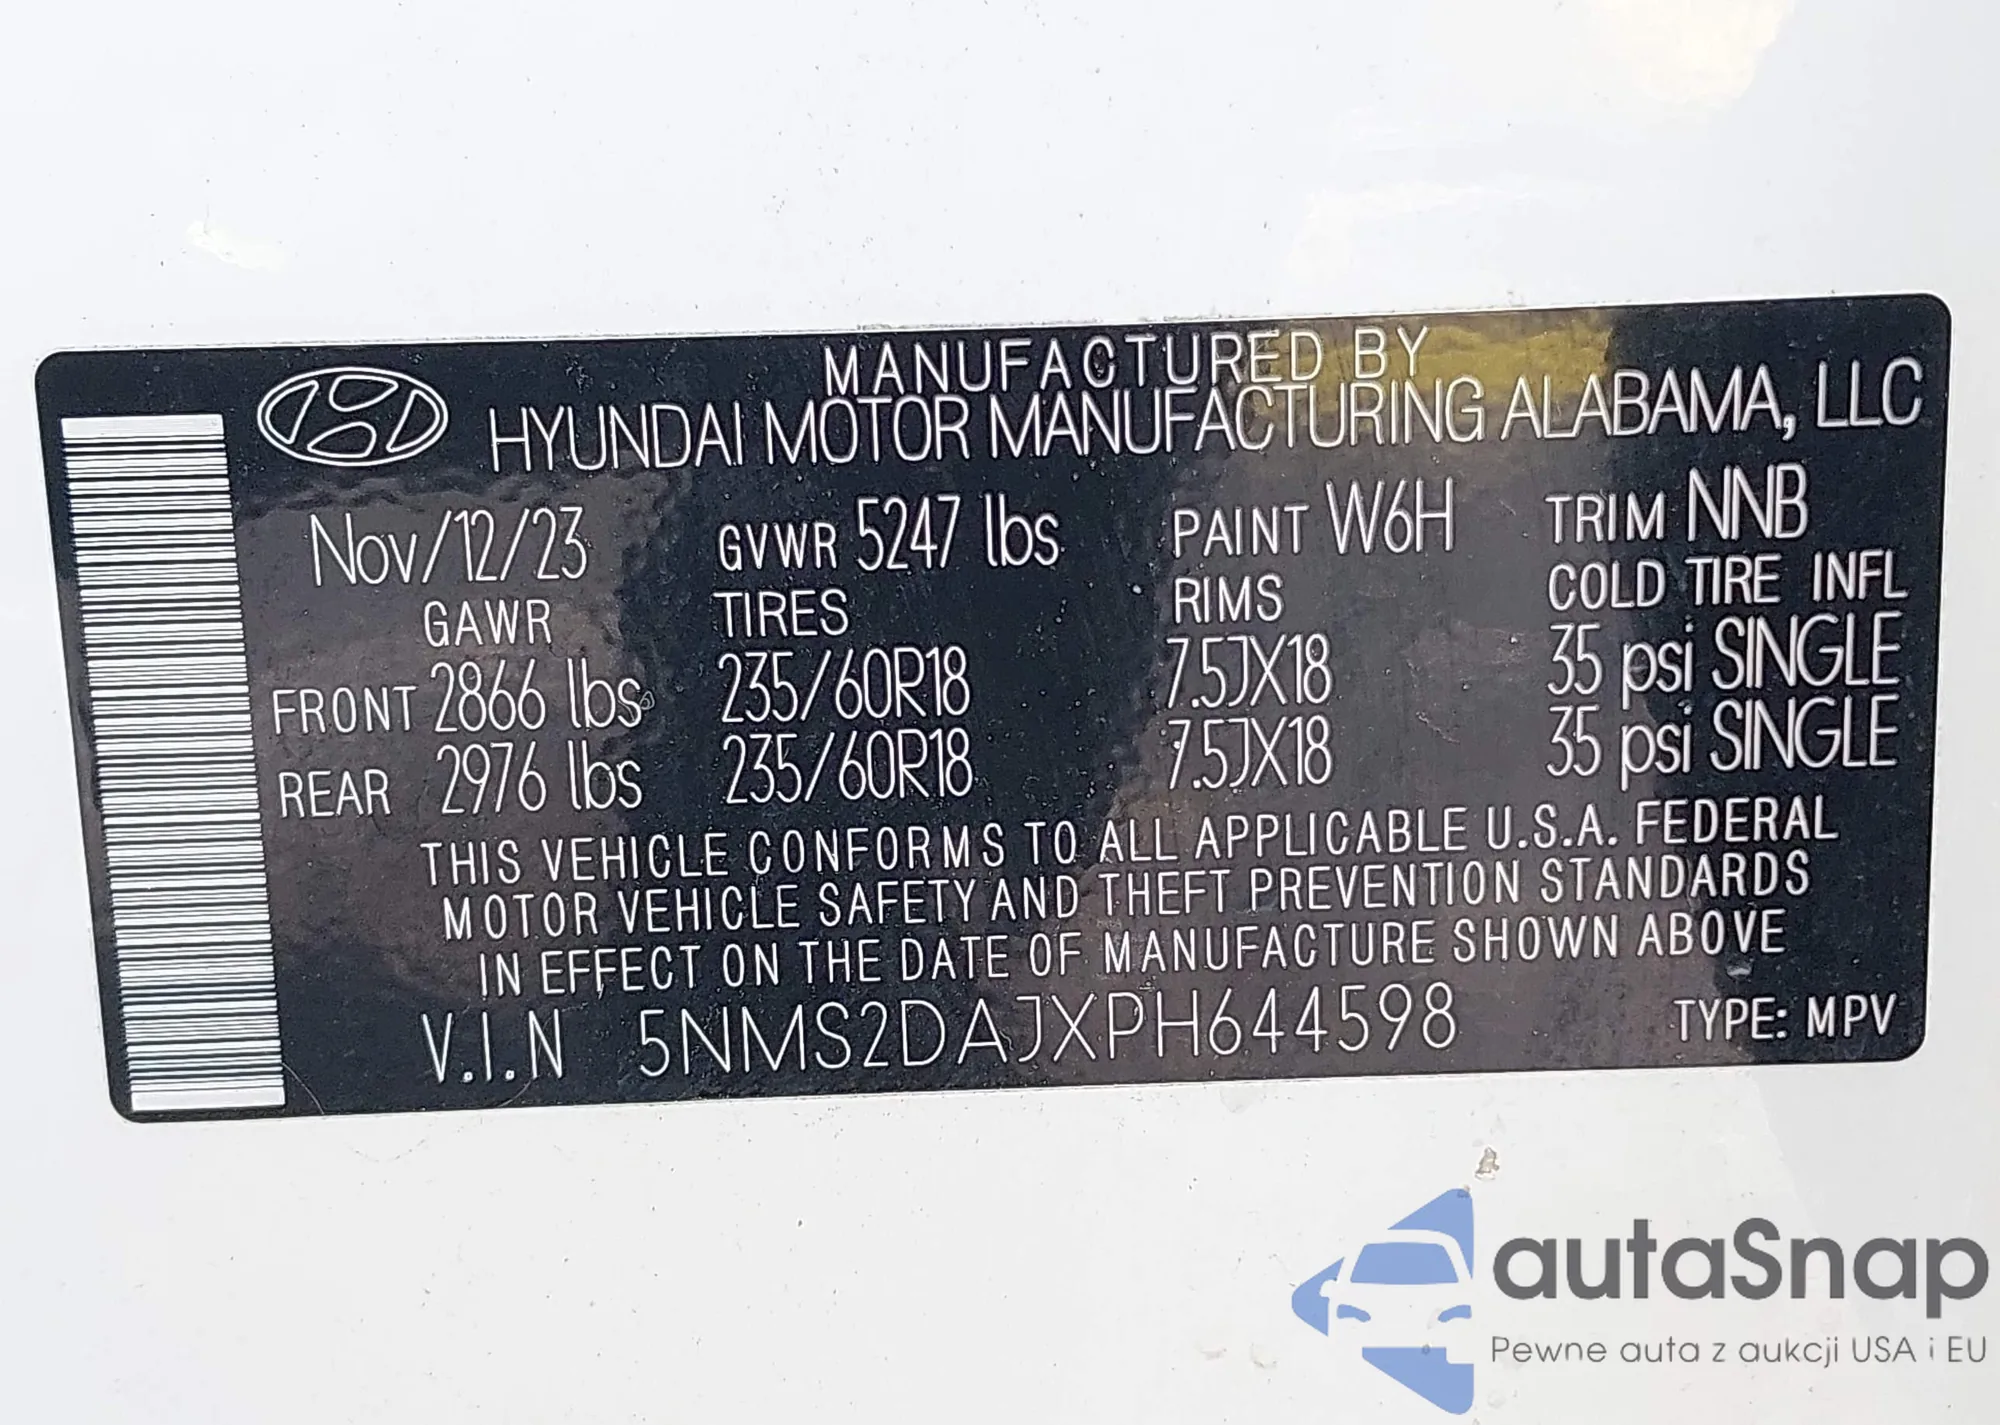 MANUFACTURED BY
HYUNDAI MOTOR MANUFACTURING ALABAMA, LLC
Nov/12/23 GVWR 5247 lbs PAINT W6H TRIM NNB
GAWR TIRES RIMS COLD TIRE INFL
FRONT 2866 lbs 235/60R18 7.5JX18 35 psi SINGLE
REAR 2976 lbs 235/60R18 7.5JX18 35 psi SINGLE
THIS VEHICLE CONFORMS TO ALL APPLICABLE U.S.A. FEDERAL
MOTOR VEHICLE SAFETY AND THEFT PREVENTION STANDARDS
IN EFFECT ON THE DATE OF MANUFACTURE SHOWN ABOVE
V.I.N 5NMS2DAJXPH644598 TYPE: MPV
autaSnap
Pewne auta z aukcji USA i EU